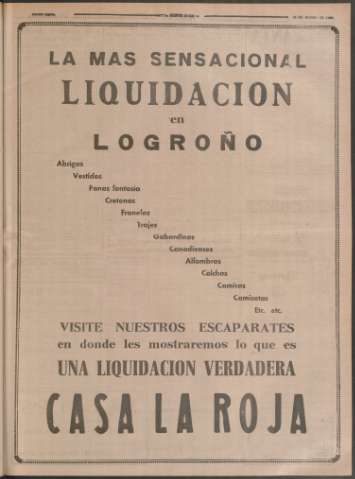 LA MAS SENSACIONAL
LIQUIDACION
en
LOGROÑO
Abrigos
Vestidos
Panas fantasia
Cretonas
Franelas
Trajes
Gabardinas
Canadienses
Alfombras
Colchas
Camisas
Camisetas
Etc. etc.
VISITE NUESTROS ESCAPARATES
en donde les mostraremos lo que es
UNA LIQUIDACION VERDADERA
CASA LA ROJA